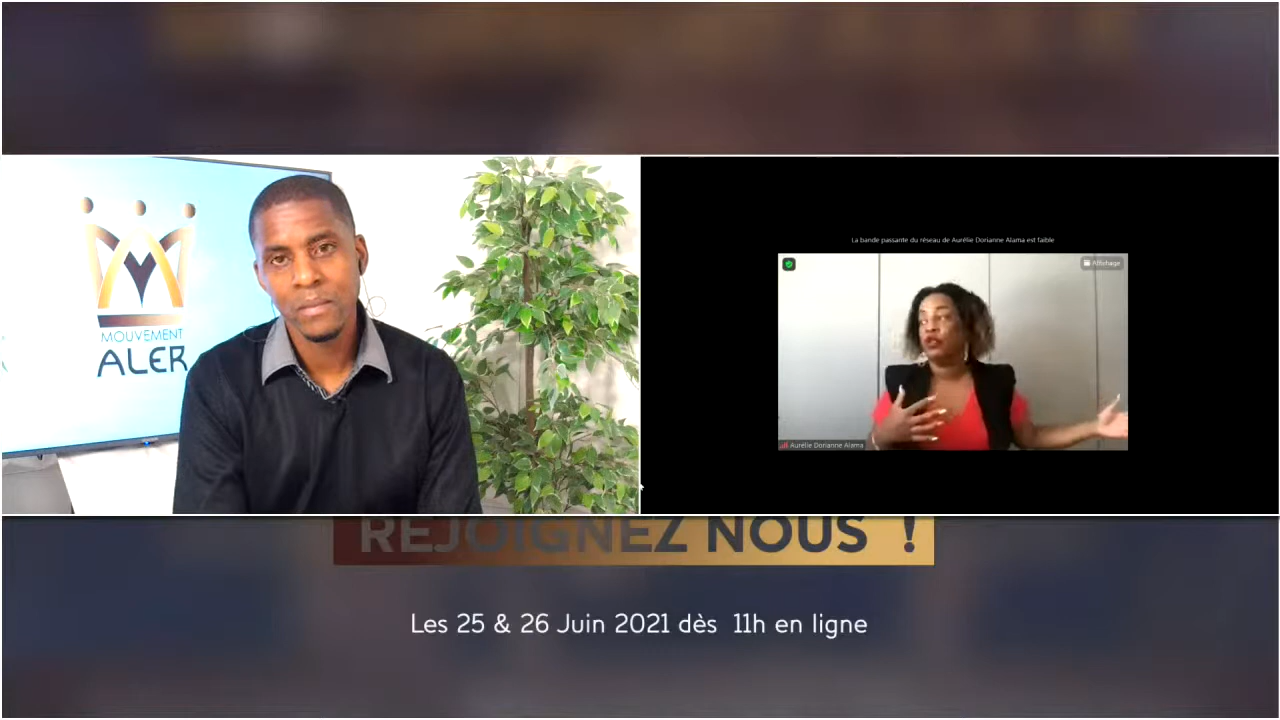 MOUVEMENT
ALER
La bande passante du réseau de Aurélie Dorianne Alama est faible
Affichage
Aurélie Dorianne Alama
REJOIGNEZ NOUS !
Les 25 & 26 Juin 2021 dès 11h en ligne